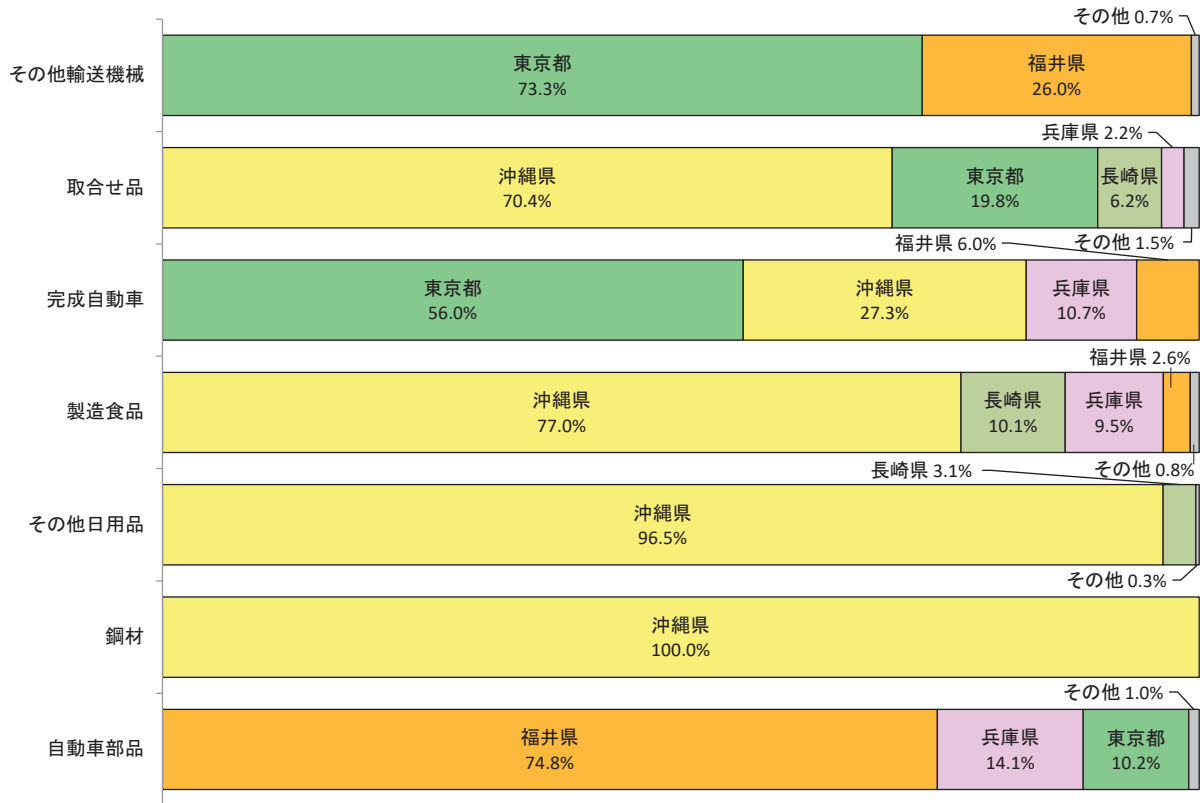 その他 0.7%
その他輸送機械
東京都
73.3%
福井県
26.0%
兵庫県 2.2%
取合せ品
沖縄県
70.4%
東京都
19.8%
長崎県
6.2%
その他 1.5%
福井県 6.0%
完成自動車
東京都
56.0%
沖縄県
27.3%
兵庫県
10.7%
福井県 2.6%
製造食品
沖縄県
77.0%
長崎県
10.1%
兵庫県
9.5%
その他 0.8%
長崎県 3.1%
その他日用品
沖縄県
96.5%
その他 0.3%
鋼材
沖縄県
100.0%
その他 1.0%
自動車部品
福井県
74.8%
兵庫県
14.1%
東京都
10.2%